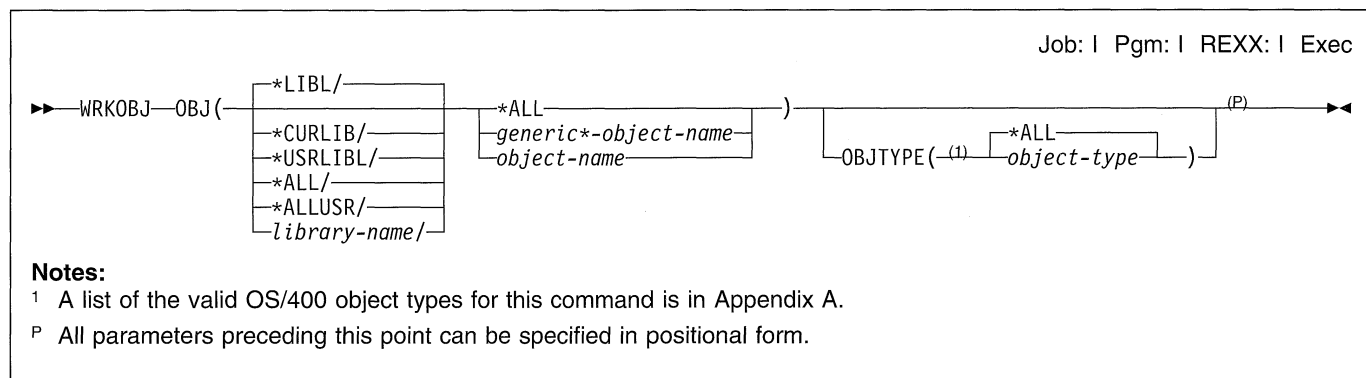 Job: I Pgm: I REXX: I Exec
*LIBL/
WRKOBJ OBJ( *ALL ) (P)
*CURLIB/ generic*-object-name *ALL
*USRLIBL/ object-name OBJTYPE( (1) object-type )
*ALL/
*ALLUSR/
library-name/
Notes:
1 A list of the valid OS/400 object types for this command is in Appendix A.
P All parameters preceding this point can be specified in positional form.